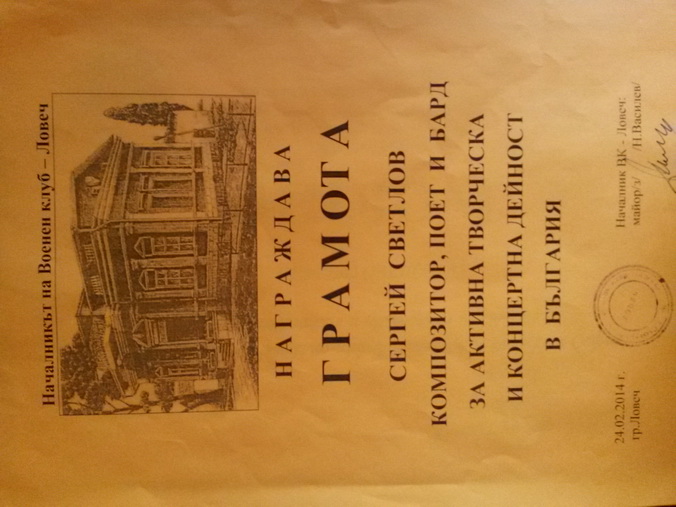 Началникът на Военен клуб – Ловеч
НАГРАЖДАВА
ГРАМОТА
СЕРГЕЙ СВЕТЛОВ
КОМПОЗИТОР, ПОЕТ И БАРД
ЗА АКТИВНА ТВОРЧЕСКА
И КОНЦЕРТНА ДЕЙНОСТ
В БЪЛГАРИЯ
24.02.2014 г.
гр.Ловеч
Началник ВК - Ловеч:
майор/з/ /Н.Василев/